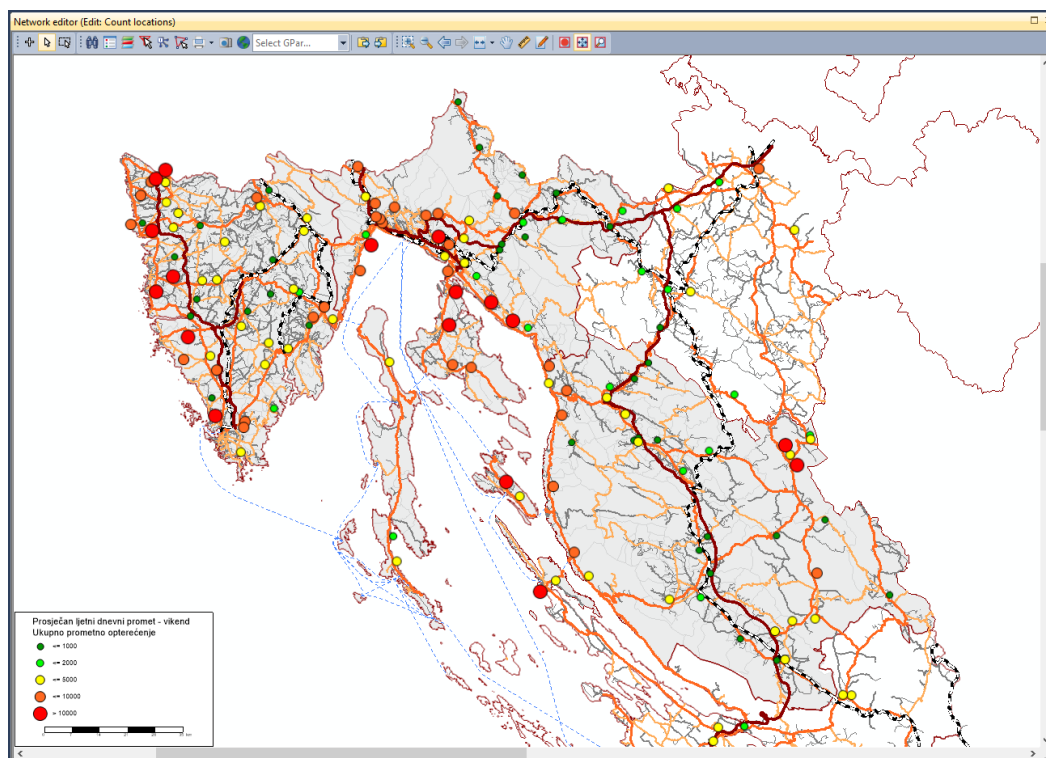 Network editor (Edit: Count locations)
Select GPar...
Prosječan ljetni dnevni promet - vikend
Ukupno prometno opterećenje
<= 1000
<= 2000
<= 5000
<= 10000
> 10000